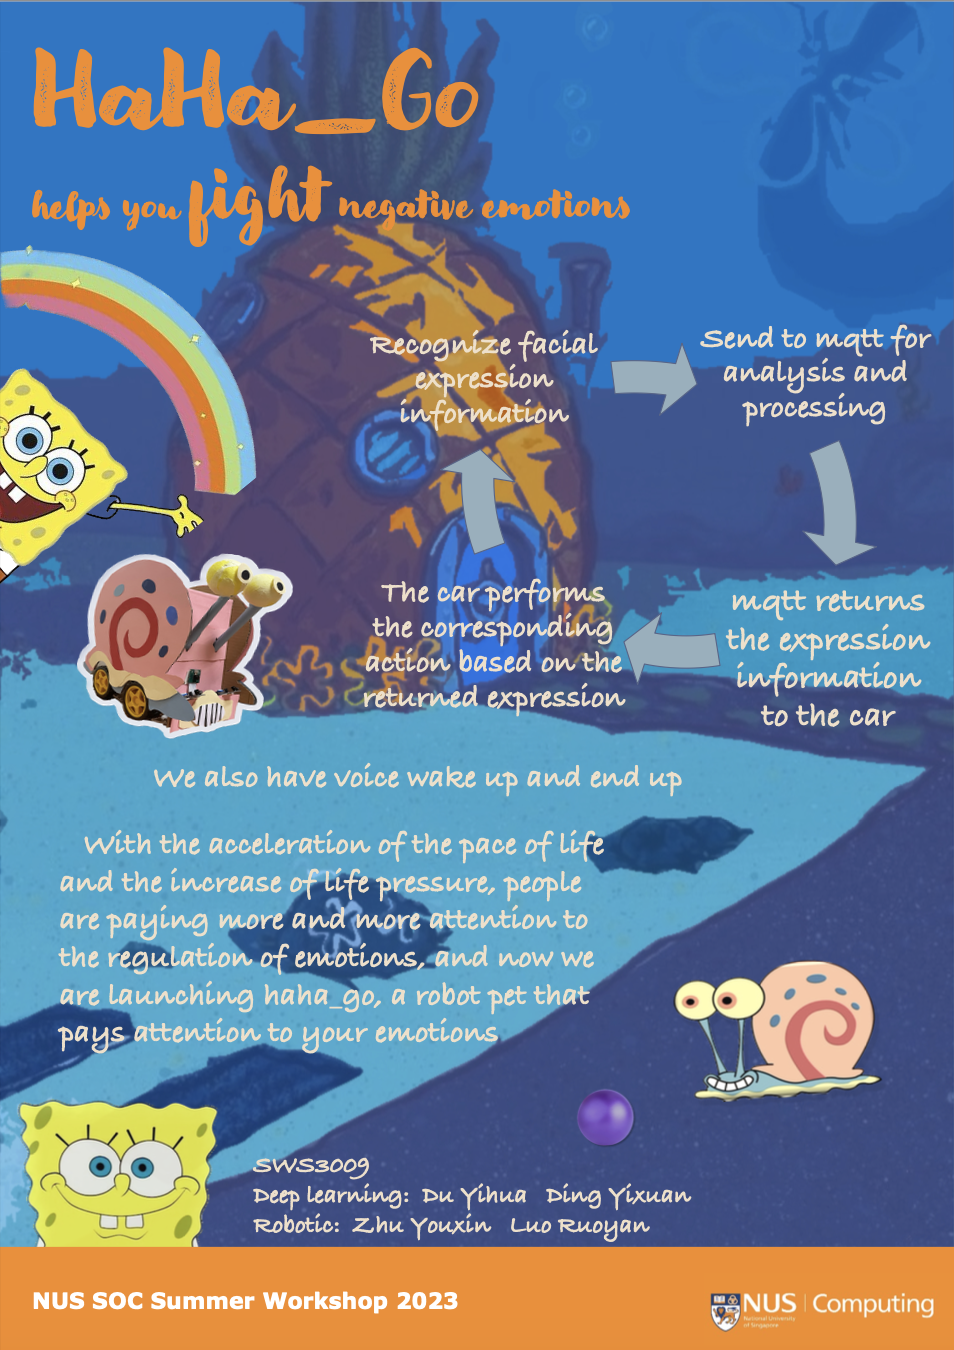 HaHa_Go
helps you fight negative emotions
Recognize facial
expression
information
Send to mqtt for
analysis and
processing
The car performs
the corresponding
action based on the
returned expression
mqtt returns
the expression
information
to the car
We also have voice wake up and end up
With the acceleration of the pace of life
and the increase of life pressure, people
are paying more and more attention to
the regulation of emotions, and now we
are launching haha_go, a robot pet that
pays attention to your emotions
SWS3009
Deep learning: Du Yihua Ding Yixuan
Robotic: Zhu Youxin Luo Ruoyan
NUS SOC Summer Workshop 2023
NUS | Computing
National University
of Singapore